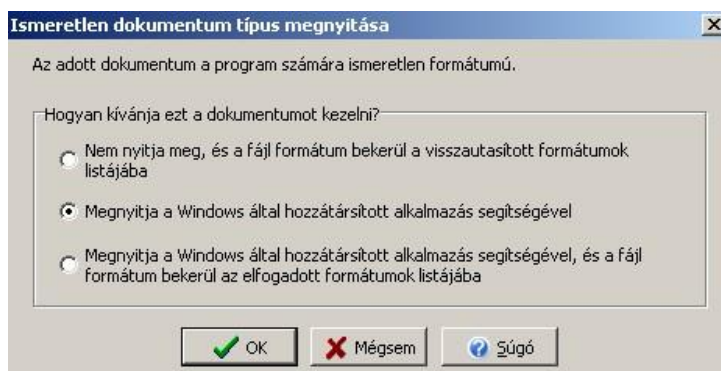 Ismeretlen dokumentum típus megnyitása
Az adott dokumentum a program számára ismeretlen formátumú.
Hogyan kívánja ezt a dokumentumot kezelni?
Nem nyitja meg, és a fájl formátum bekerül a visszautasított formátumok
listájába
Megnyitja a Windows által hozzátársított alkalmazás segítségével
Megnyitja a Windows által hozzátársított alkalmazás segítségével, és a fájl
formátum bekerül az elfogadott formátumok listájába
OK Mégsem Súgó